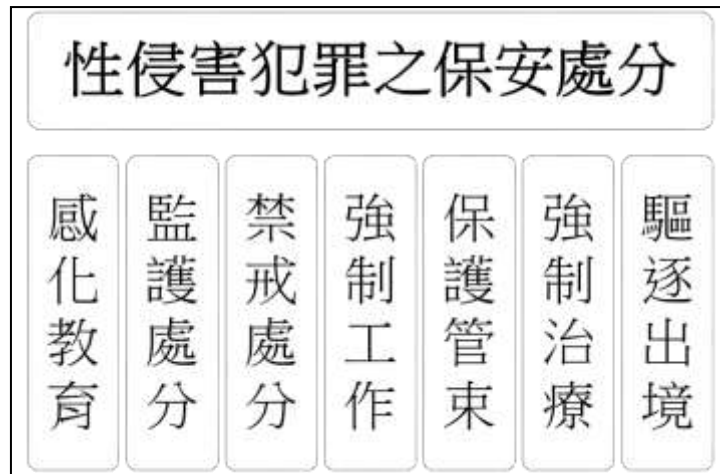 性侵害犯罪之保安處分
感化教育
監護處分
禁戒處分
強制工作
保護管束
強制治療
驅逐出境